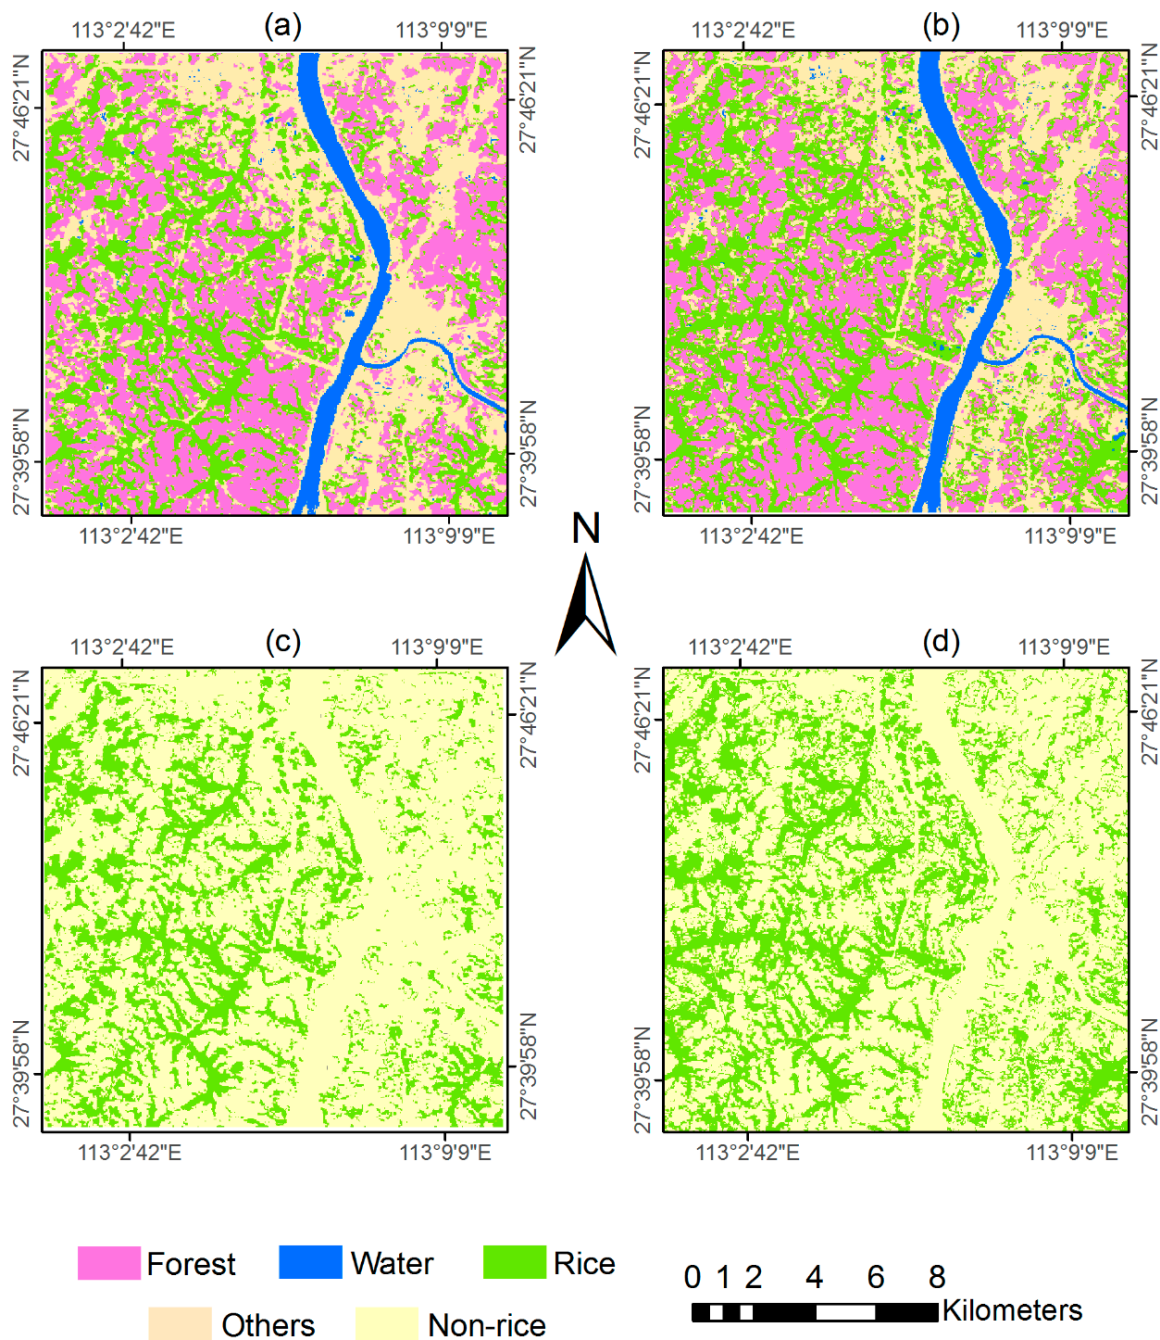 113°2'42"E (a) 113°9'9"E
113°2'42"E (b) 113°9'9"E
27°46'21"N
27°46'21"N
27°46'21"N
27°46'21"N
27°39'58"N
27°39'58"N
27°39'58"N
27°39'58"N
113°2'42"E 113°9'9"E
113°2'42"E 113°9'9"E
N
113°2'42"E (c) 113°9'9"E
113°2'42"E (d) 113°9'9"E
27°46'21"N
27°46'21"N
27°46'21"N
27°46'21"N
27°39'58"N
27°39'58"N
27°39'58"N
27°39'58"N
113°2'42"E 113°9'9"E
113°2'42"E 113°9'9"E
Forest Water Rice
Others Non-rice
0 1 2 4 6 8
Kilometers